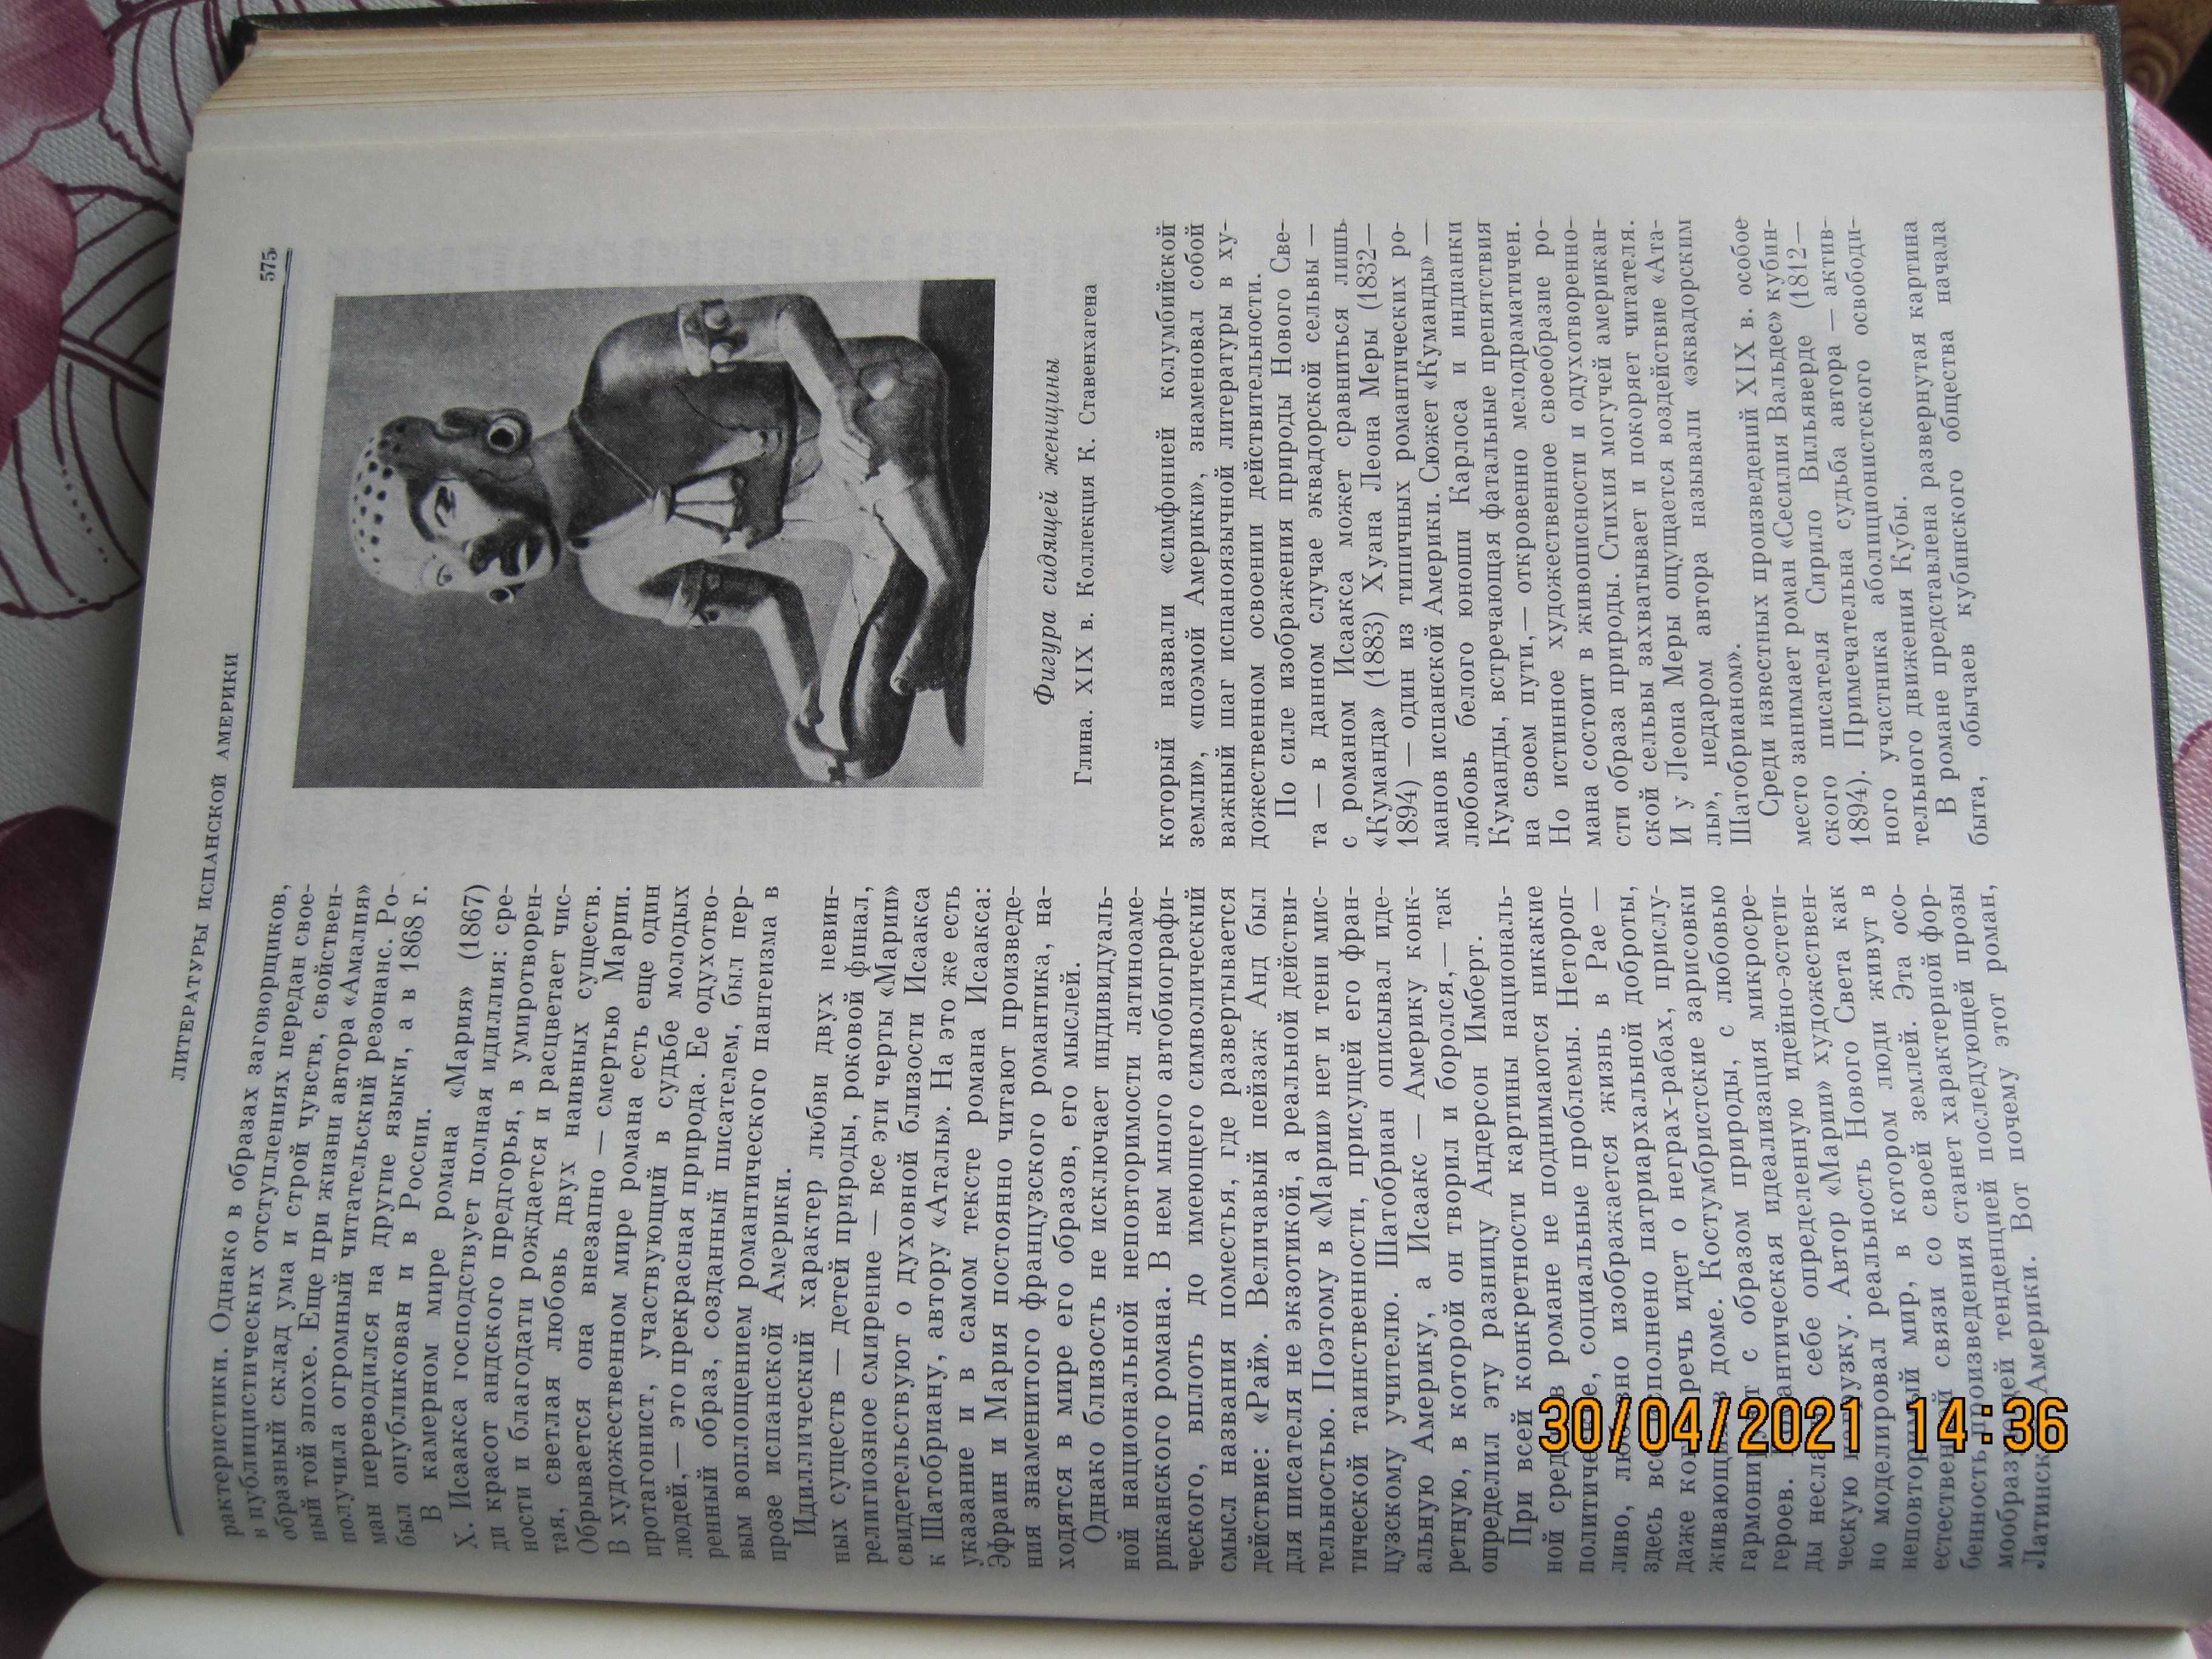 ЛИТЕРАТУРЫ ИСПАНСКОЙ АМЕРИКИ
575
рактеристики. Однако в образах заговорщиков,
в публицистических отступлениях передан свое-
образный склад ума и строй чувств, свойствен-
ный той эпохе. Еще при жизни автора «Амалия»
получила огромный читательский резонанс. Ро-
ман переводился на другие языки, а в 1868 г.
был опубликован и в России.
В камерном мире романа «Мария» (1867)
Х. Исаакса господствует полная идиллия: сре-
ди красот андского предгорья, в умиротворен-
ности и благодати рождается и расцветает чис-
тая, светлая любовь двух наивных существ.
Обрывается она внезапно — смертью Марии.
В художественном мире романа есть еще один
протагонист, участвующий в судьбе молодых
людей,— это прекрасная природа. Ее одухотво-
ренный образ, созданный писателем, был пер-
вым воплощением романтического пантеизма в
прозе испанской Америки.
Идиллический характер любви двух невин-
ных существ — детей природы, роковой финал,
религиозное смирение — все эти черты «Марии»
свидетельствуют о духовной близости Исаакса
к Шатобриану, автору «Аталы». На это же есть
указание и в самом тексте романа Исаакса:
Эфраин и Мария постоянно читают произведе-
ния знаменитого французского романтика, на-
ходятся в мире его образов, его мыслей.
Однако близость не исключает индивидуаль-
ной национальной неповторимости латиноаме-
риканского романа. В нем много автобиографи-
ческого, вплоть до имеющего символический
смысл названия поместья, где развертывается
действие: «Рай». Величавый пейзаж Анд был
для писателя не экзотикой, а реальной действи-
тельностью. Поэтому в «Марии» нет и тени мис-
тической таинственности, присущей его фран-
цузскому учителю. Шатобриан описывал иде-
альную Америку, а Исаакс — Америку конк-
ретную, в которой он творил и боролся,— так
определил эту разницу Андерсон Имберт.
При всей конкретности картины националь-
ной среды в романе не поднимаются никакие
политические, социальные проблемы. Нетороп-
ливо, любовно изображается жизнь в Рае —
здесь все исполнено патриархальной доброты,
даже когда речь идет о неграх-рабах, прислу-
живающих в доме. Костумбристские зарисовки
гармонируют с образом природы, с любовью
героев. Романтическая идеализация микросре-
ды несла в себе определенную идейно-эстети-
ческую нагрузку. Автор «Марии» художествен-
но моделировал реальность Нового Света как
неповторимый мир, в котором люди живут в
естественной связи со своей землей. Эта осо-
бенность произведения станет характерной фор-
мообразующей тенденцией последующей прозы
Латинской Америки. Вот почему этот роман,
Фигура сидящей женщины
Глина. XIX в. Коллекция К. Ставенхагена
который назвали «симфонией колумбийской
земли», «поэмой Америки», знаменовал собой
важный шаг испаноязычной литературы в ху-
дожественном освоении действительности.
По силе изображения природы Нового Све-
та — в данном случае эквадорской сельвы —
с романом Исаакса может сравниться лишь
«Куманда» (1883) Хуана Леона Меры (1832—
1894) — один из типичных романтических ро-
манов испанской Америки. Сюжет «Куманды» —
любовь белого юноши Карлоса и индианки
Куманды, встречающая фатальные препятствия
на своем пути,— откровенно мелодраматичен.
Но истинное художественное своеобразие ро-
мана состоит в живописности и одухотворенно-
сти образа природы. Стихия могучей американ-
ской сельвы захватывает и покоряет читателя.
И у Леона Меры ощущается воздействие «Ата-
лы», недаром автора называли «эквадорским
Шатобрианом».
Среди известных произведений XIX в. особое
место занимает роман «Сесилия Вальдес» кубин-
ского писателя Сирило Вильяверде (1812—
1894). Примечательна судьба автора — актив-
ного участника аболиционистского освободи-
тельного движения Кубы.
В романе представлена развернутая картина
быта, обычаев кубинского общества начала
30/04/2021 14:36